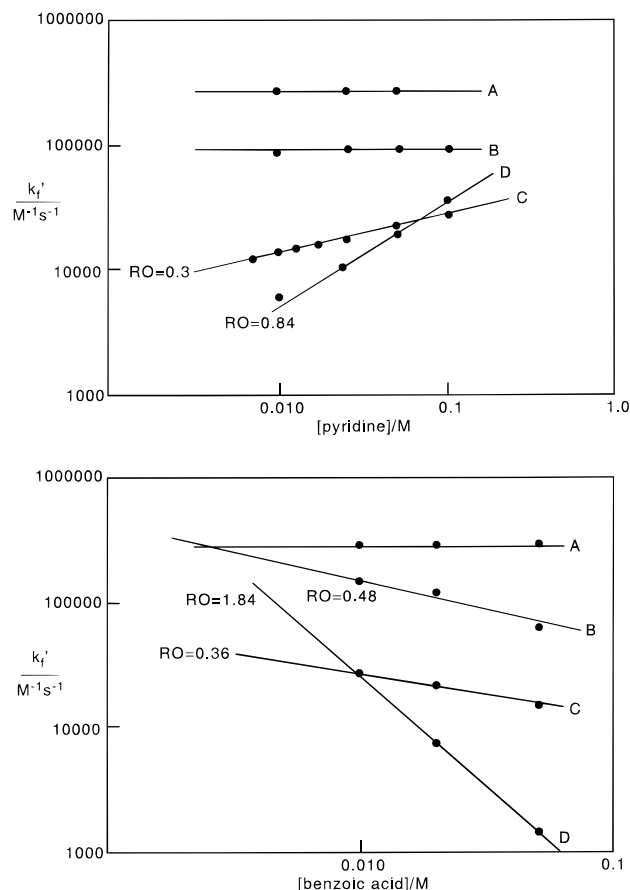 1000000
A
100000
B
D
k_f'
M⁻¹s⁻¹
C
10000
RO=0.3
RO=0.84
1000
0.010
0.1
1.0
[pyridine]/M
1000000
A
RO=0.48
100000
RO=1.84
B
k_f'
M⁻¹s⁻¹
RO=0.36
C
10000
1000
D
0.010
0.1
[benzoic acid]/M